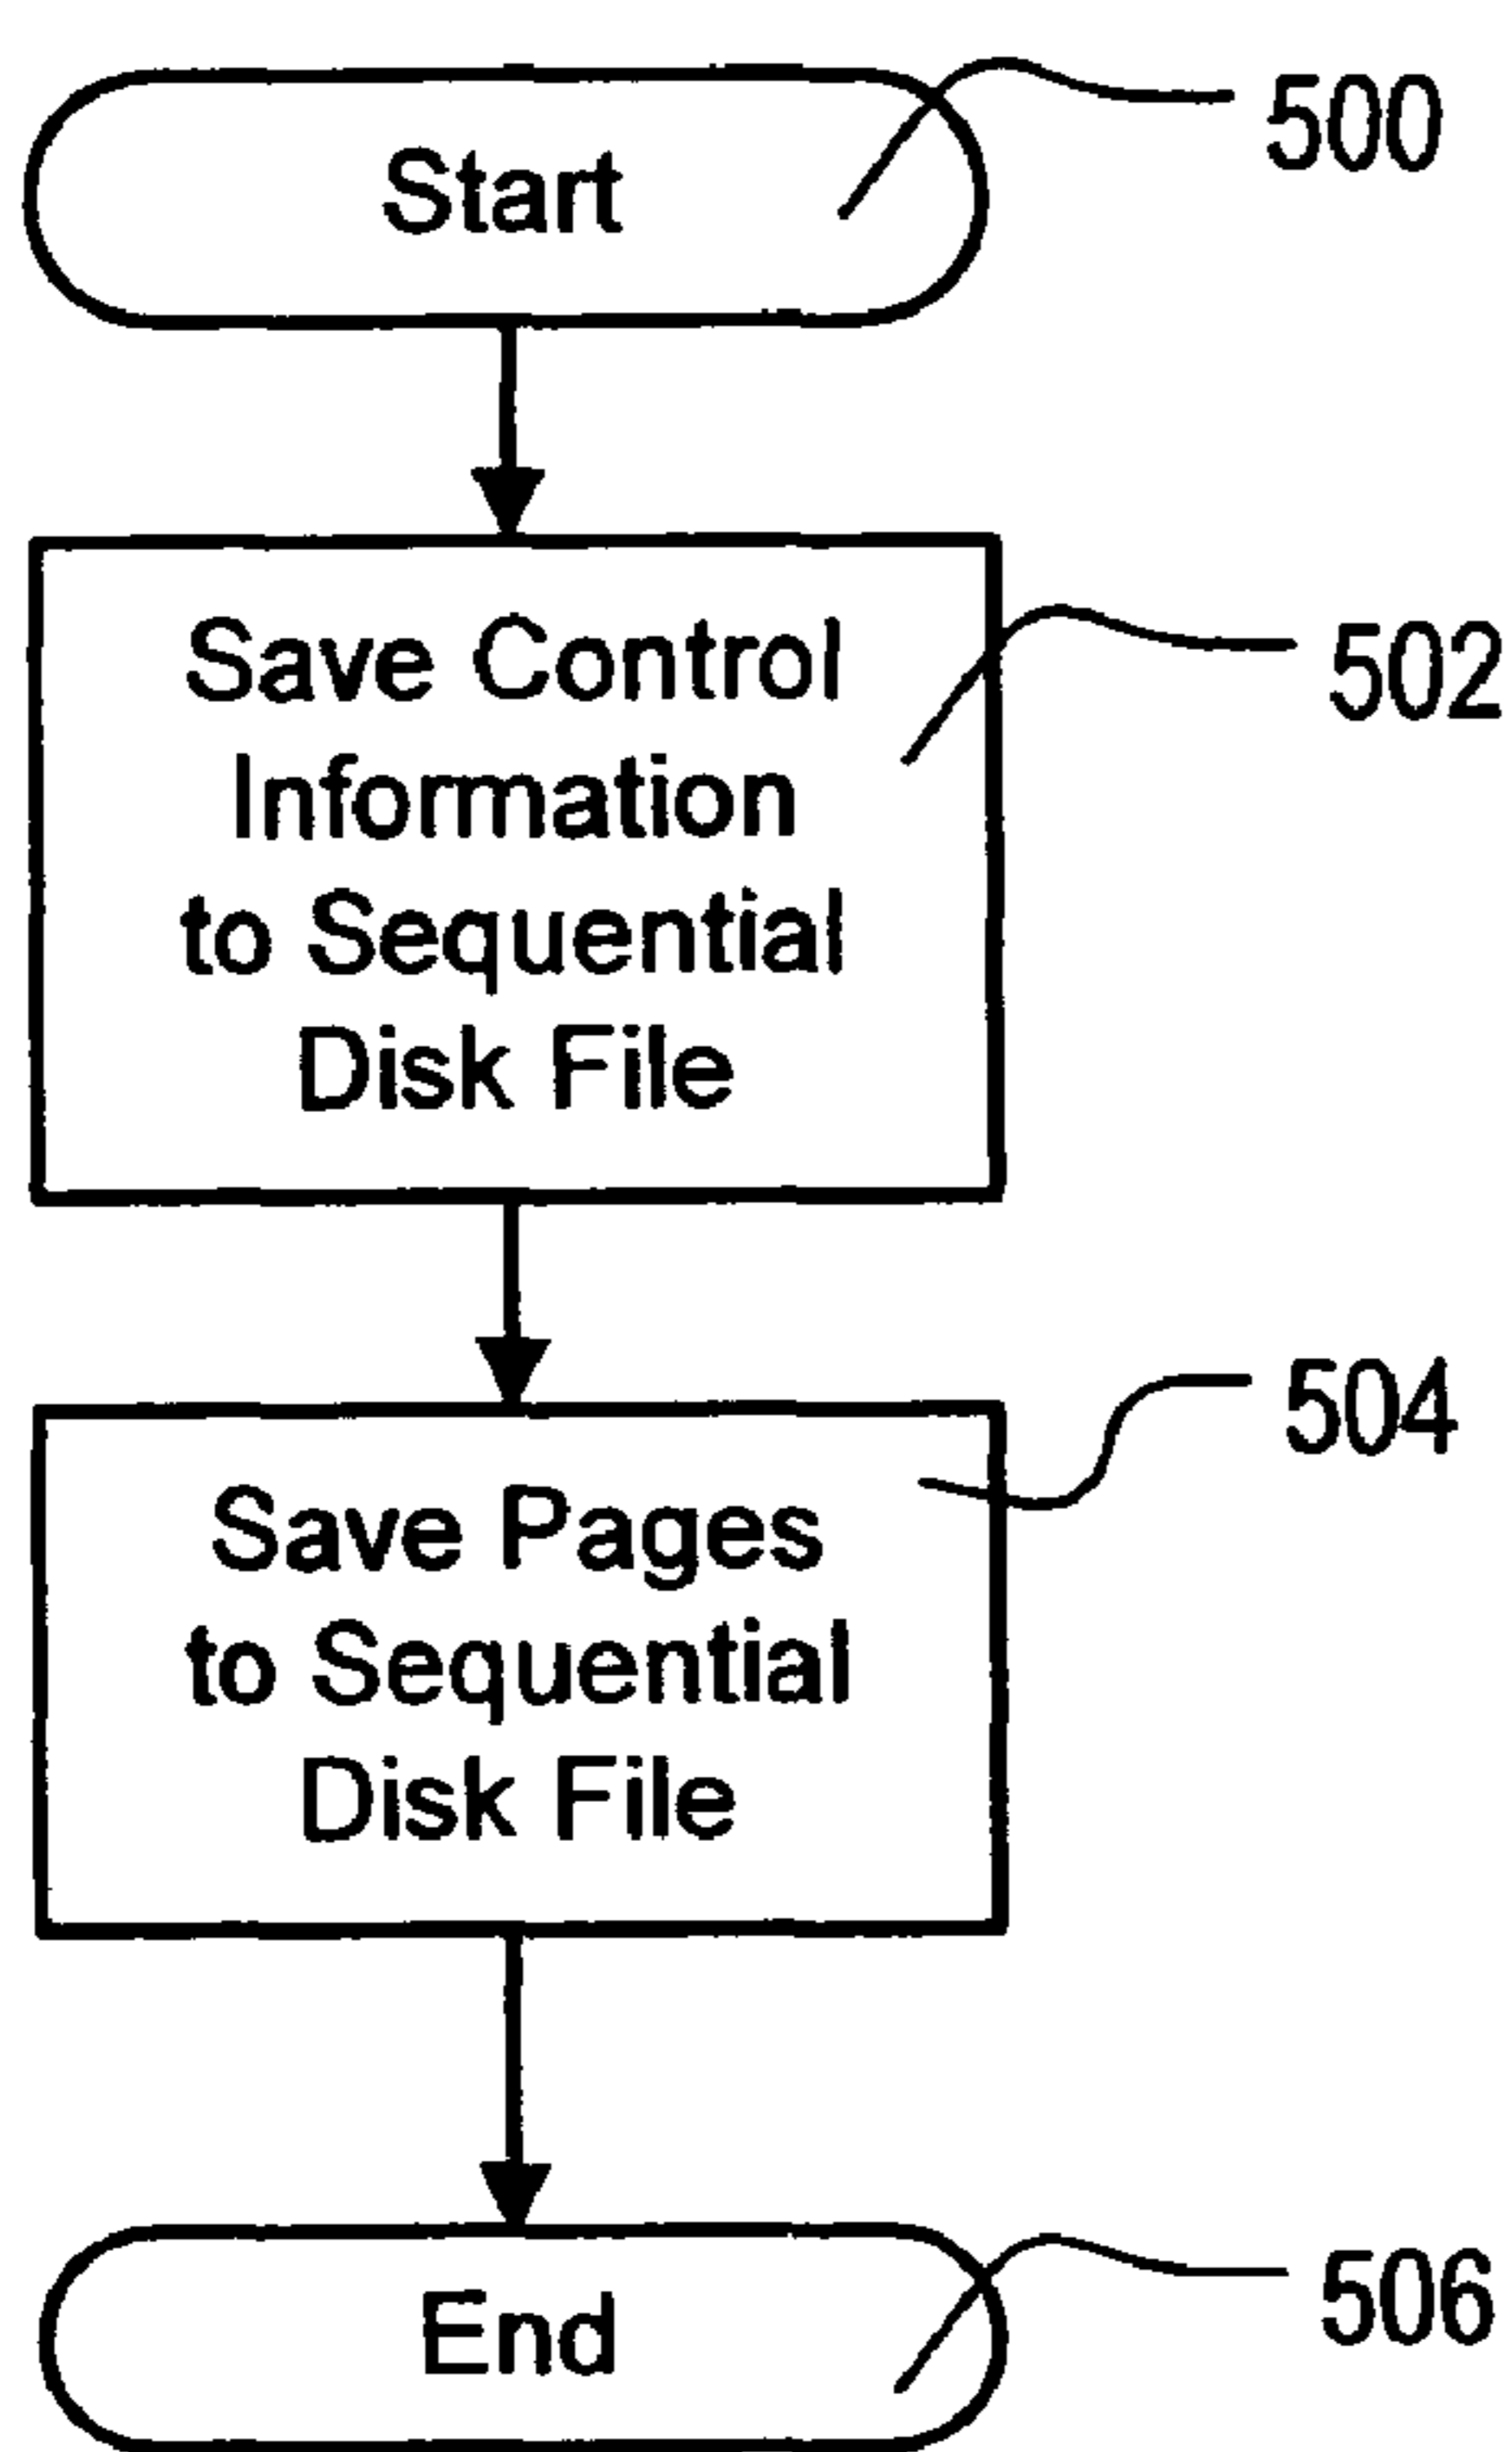 Start
500
Save Control
Information
to Sequential
Disk File
502
Save Pages
to Sequential
Disk File
504
End
506